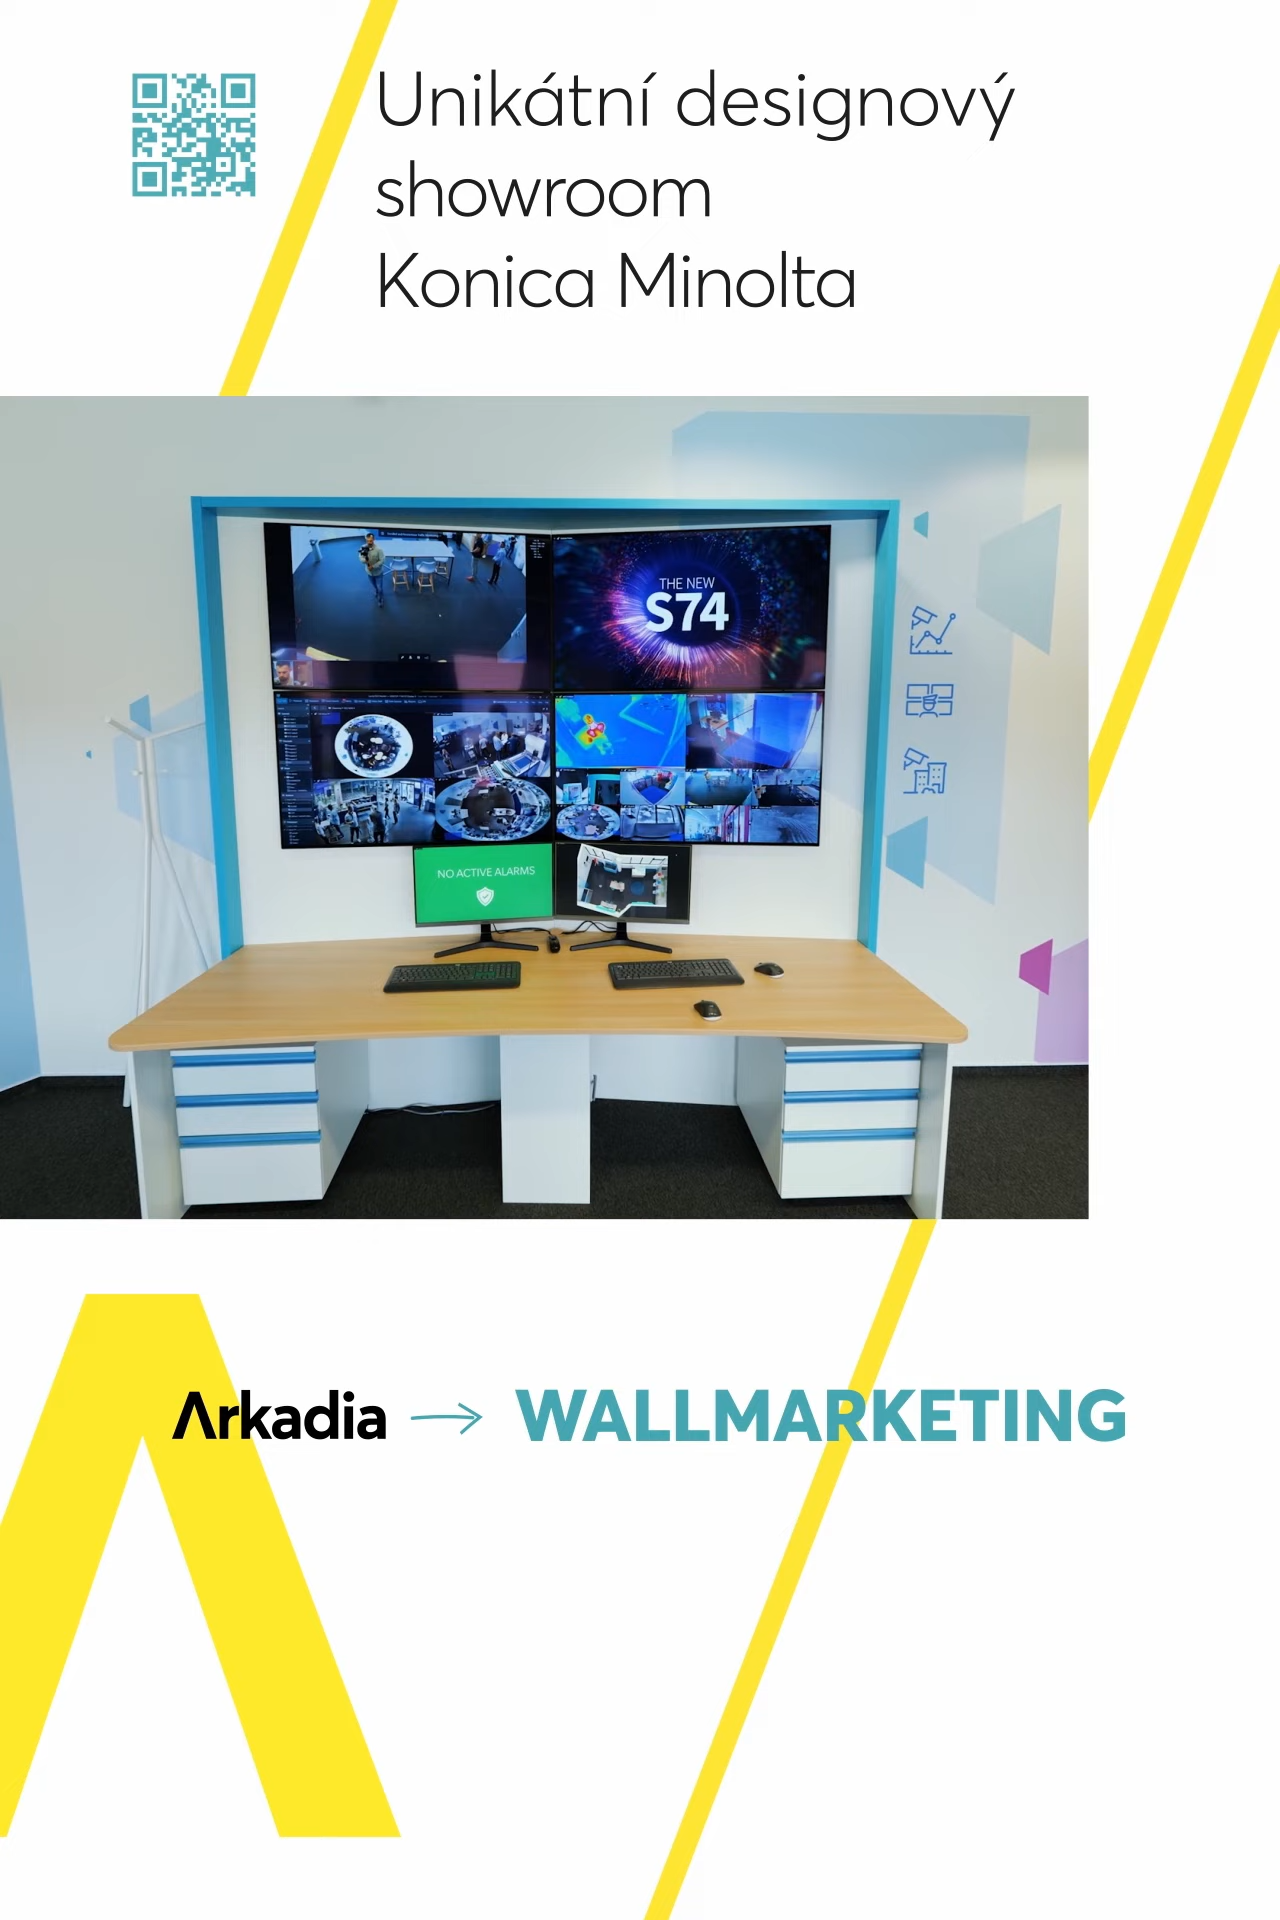 Unikátní designový
showroom
Konica Minolta
THE NEW
S74
NO ACTIVE ALARMS
Arkadia → WALLMARKETING